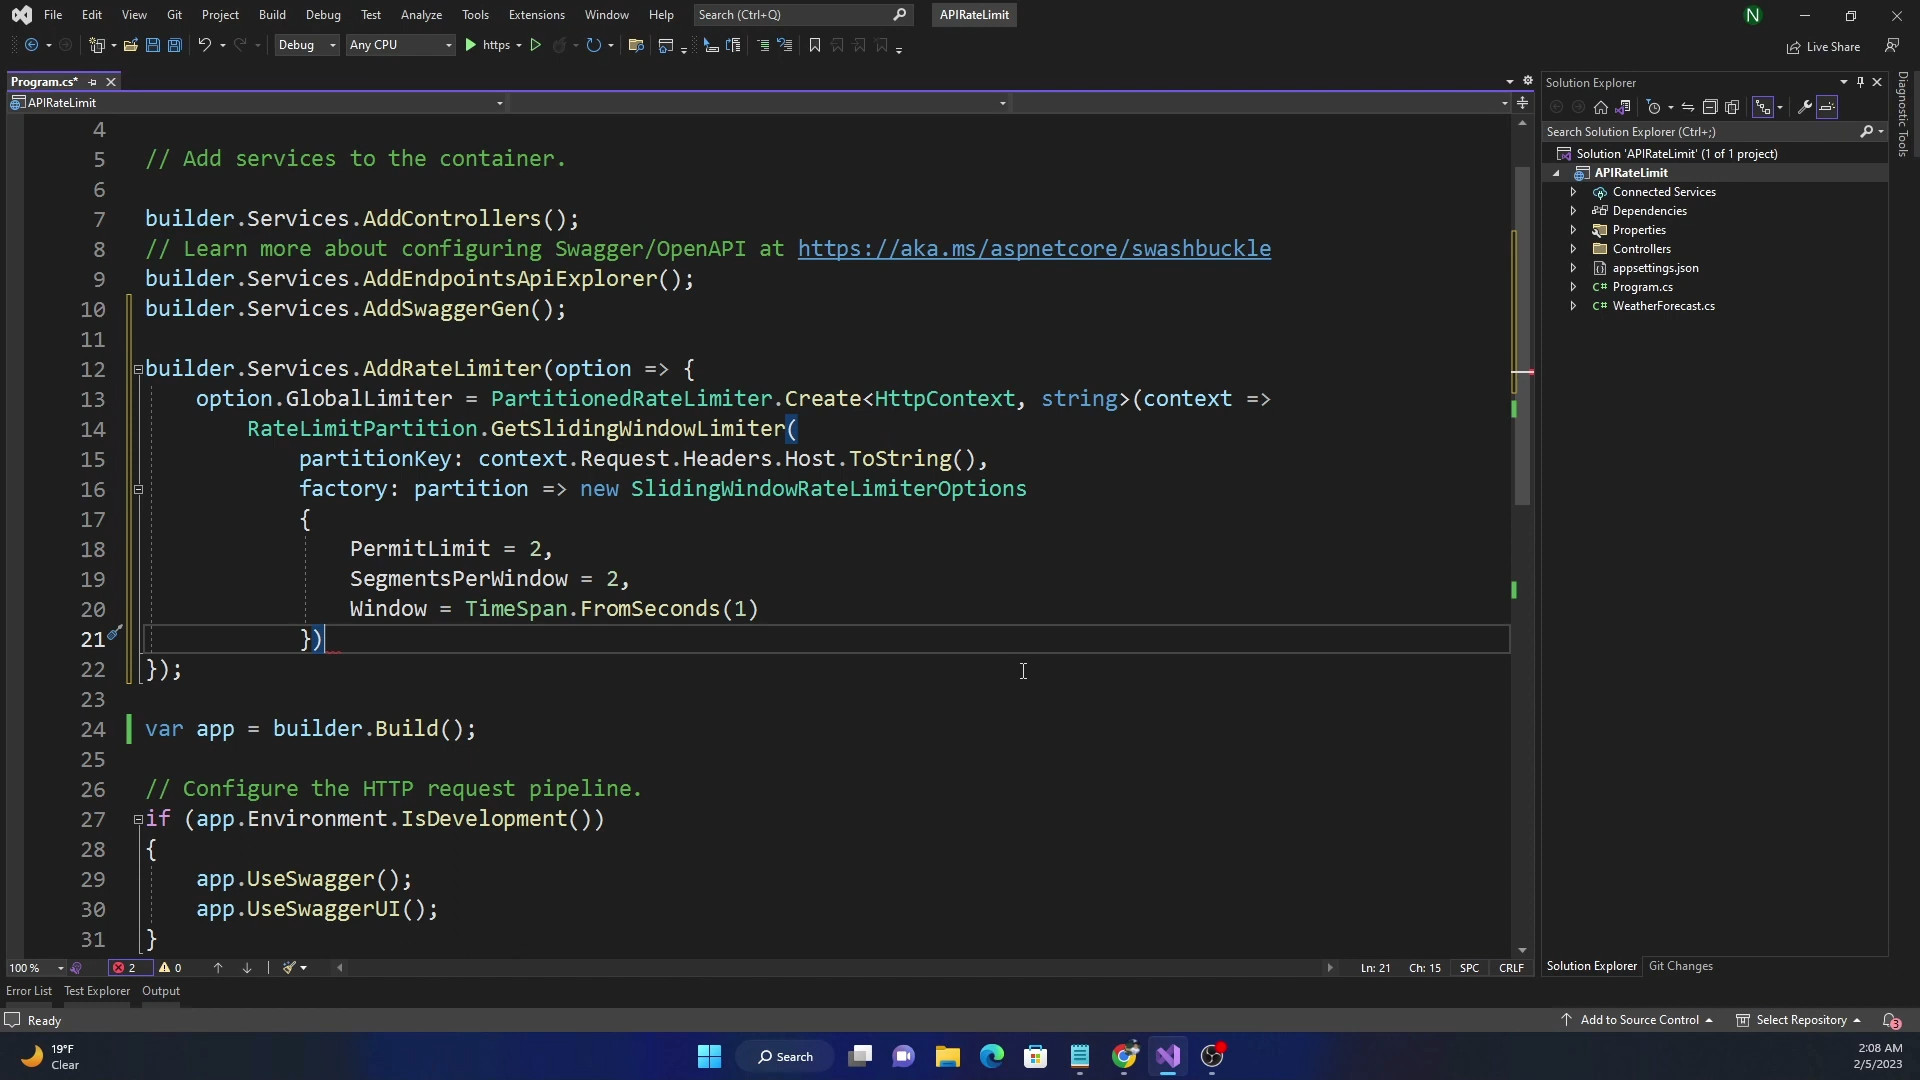 File Edit View Git Project Build Debug Test Analyze Tools Extensions Window Help Search (Ctrl+Q) APIRateLimit N
Debug Any CPU https Live Share
Program.cs*
APIRateLimit
4
5 // Add services to the container.
6
7 builder.Services.AddControllers();
8 // Learn more about configuring Swagger/OpenAPI at https://aka.ms/aspnetcore/swashbuckle
9 builder.Services.AddEndpointsApiExplorer();
10 builder.Services.AddSwaggerGen();
11
12 builder.Services.AddRateLimiter(option => {
13 option.GlobalLimiter = PartitionedRateLimiter.Create<HttpContext, string>(context =>
14 RateLimitPartition.GetSlidingWindowLimiter(
15 partitionKey: context.Request.Headers.Host.ToString(),
16 factory: partition => new SlidingWindowRateLimiterOptions
17 {
18 PermitLimit = 2,
19 SegmentsPerWindow = 2,
20 Window = TimeSpan.FromSeconds(1)
21 })
22 });
23
24 var app = builder.Build();
25
26 // Configure the HTTP request pipeline.
27 if (app.Environment.IsDevelopment())
28 {
29 app.UseSwagger();
30 app.UseSwaggerUI();
31 }
100 % 2 0 Ln: 21 Ch: 15 SPC CRLF
Error List Test Explorer Output
Solution Explorer
Search Solution Explorer (Ctrl+;)
Solution 'APIRateLimit' (1 of 1 project)
APIRateLimit
Connected Services
Dependencies
Properties
Controllers
appsettings.json
C# Program.cs
C# WeatherForecast.cs
Solution Explorer Git Changes
Diagnostic Tools
Ready Add to Source Control Select Repository 3
19°F
Clear
Search
2:08 AM
2/5/2023